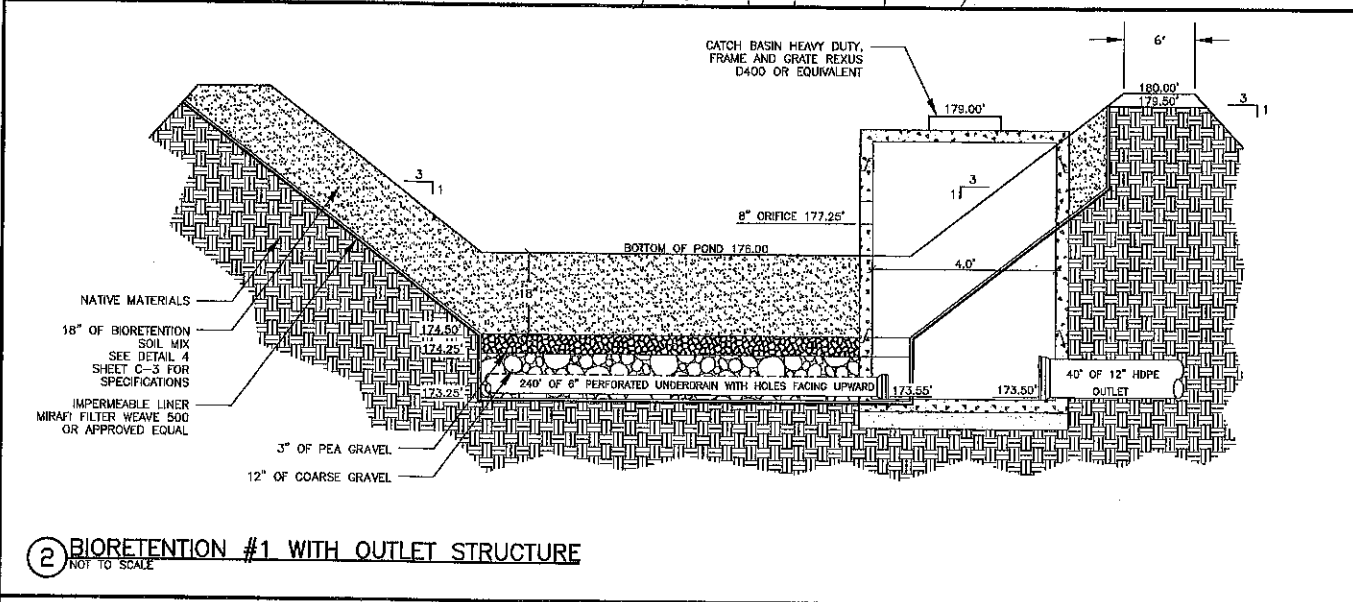 CATCH BASIN HEAVY DUTY,
FRAME AND GRATE REXUS
D400 OR EQUIVALENT
6'
180.00'
179.50'
3
1
179.00'
3
1
3
1
8" ORIFICE 177.25'
BOTTOM OF POND 176.00
4.0'
18"
NATIVE MATERIALS
18" OF BIORETENTION
SOIL MIX
SEE DETAIL 4
SHEET C-3 FOR
SPECIFICATIONS
IMPERMEABLE LINER
MIRAFI FILTER WEAVE 500
OR APPROVED EQUAL
174.50'
174.25'
173.25'
240' OF 6" PERFORATED UNDERDRAIN WITH HOLES FACING UPWARD
173.55'
173.50'
40' OF 12" HDPE
OUTLET
3" OF PEA GRAVEL
12" OF COARSE GRAVEL
2 BIORETENTION #1 WITH OUTLET STRUCTURE
NOT TO SCALE